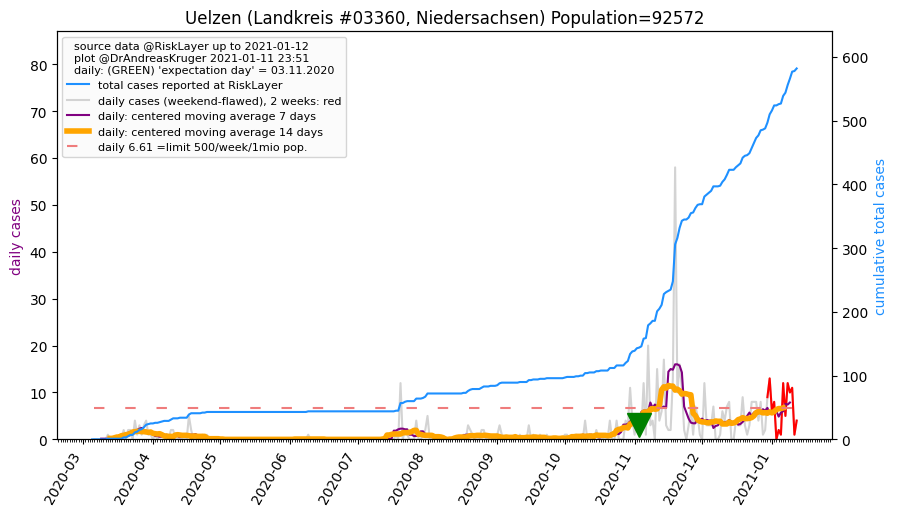 Uelzen (Landkreis #03360, Niedersachsen) Population=92572
source data @RiskLayer up to 2021-01-12
plot @DrAndreasKruger 2021-01-11 23:51
daily: (GREEN) 'expectation day' = 03.11.2020
total cases reported at RiskLayer
daily cases (weekend-flawed), 2 weeks: red
daily: centered moving average 7 days
daily: centered moving average 14 days
daily 6.61 =limit 500/week/1mio pop.
daily cases
80
70
60
50
40
30
20
10
0
cumulative total cases
600
500
400
300
200
100
0
2020-03
2020-04
2020-05
2020-06
2020-07
2020-08
2020-09
2020-10
2020-11
2020-12
2021-01